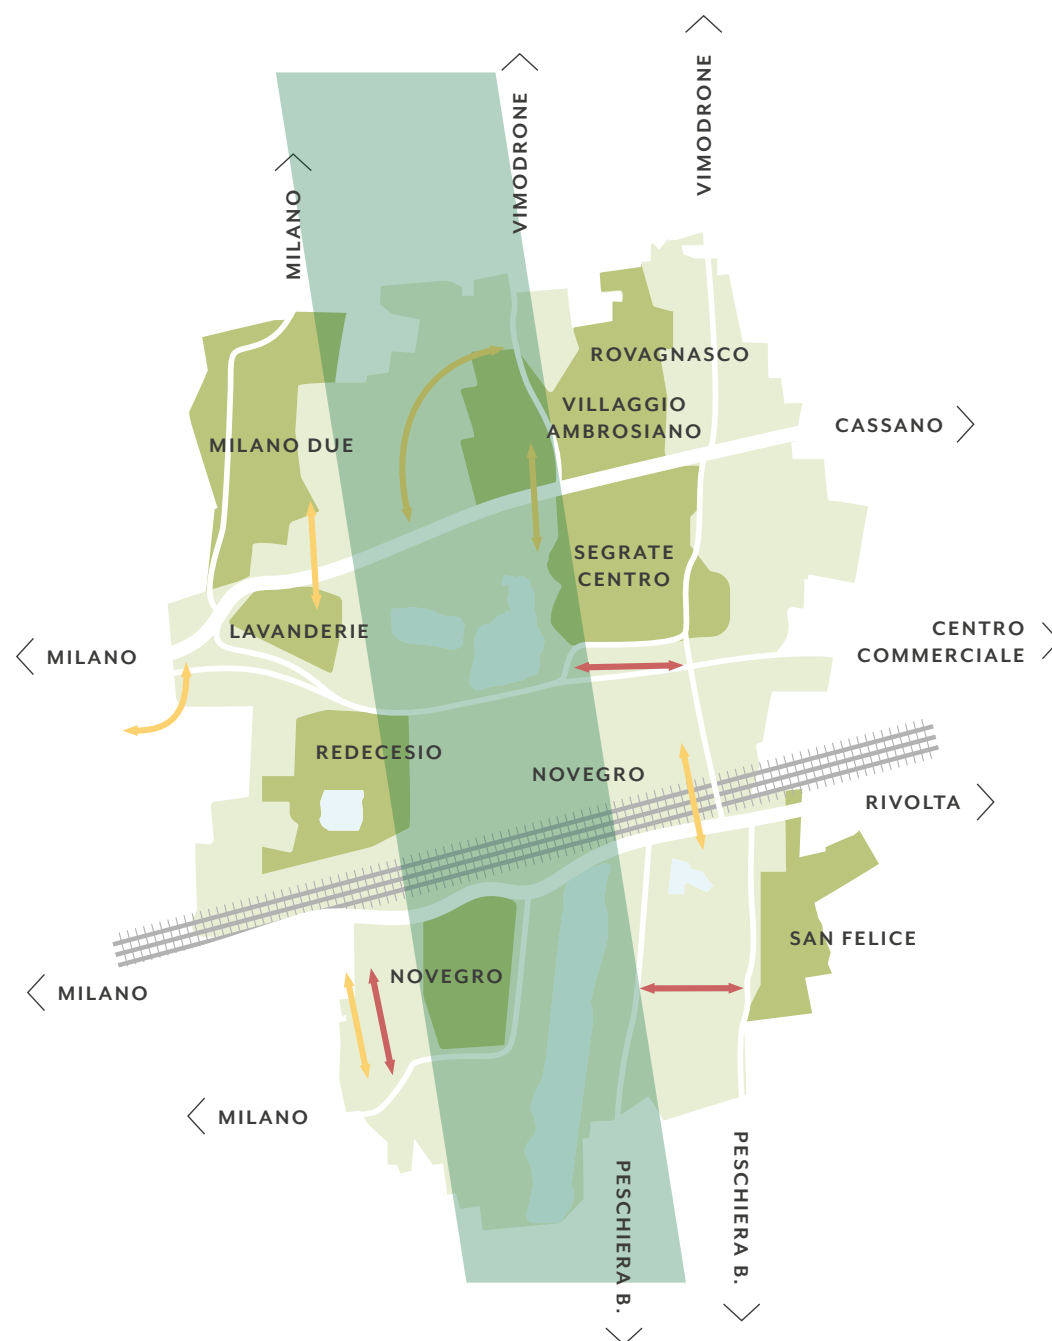 VIMODRONE
VIMODRONE
MILANO
ROVAGNASCO
VILLAGGIO
AMBROSIANO
CASSANO
MILANO DUE
SEGRATE
CENTRO
LAVANDERIE
MILANO
CENTRO
COMMERCIALE
REDECESIO
NOVEGRO
RIVOLTA
SAN FELICE
NOVEGRO
MILANO
MILANO
PESCHIERA B.
PESCHIERA B.